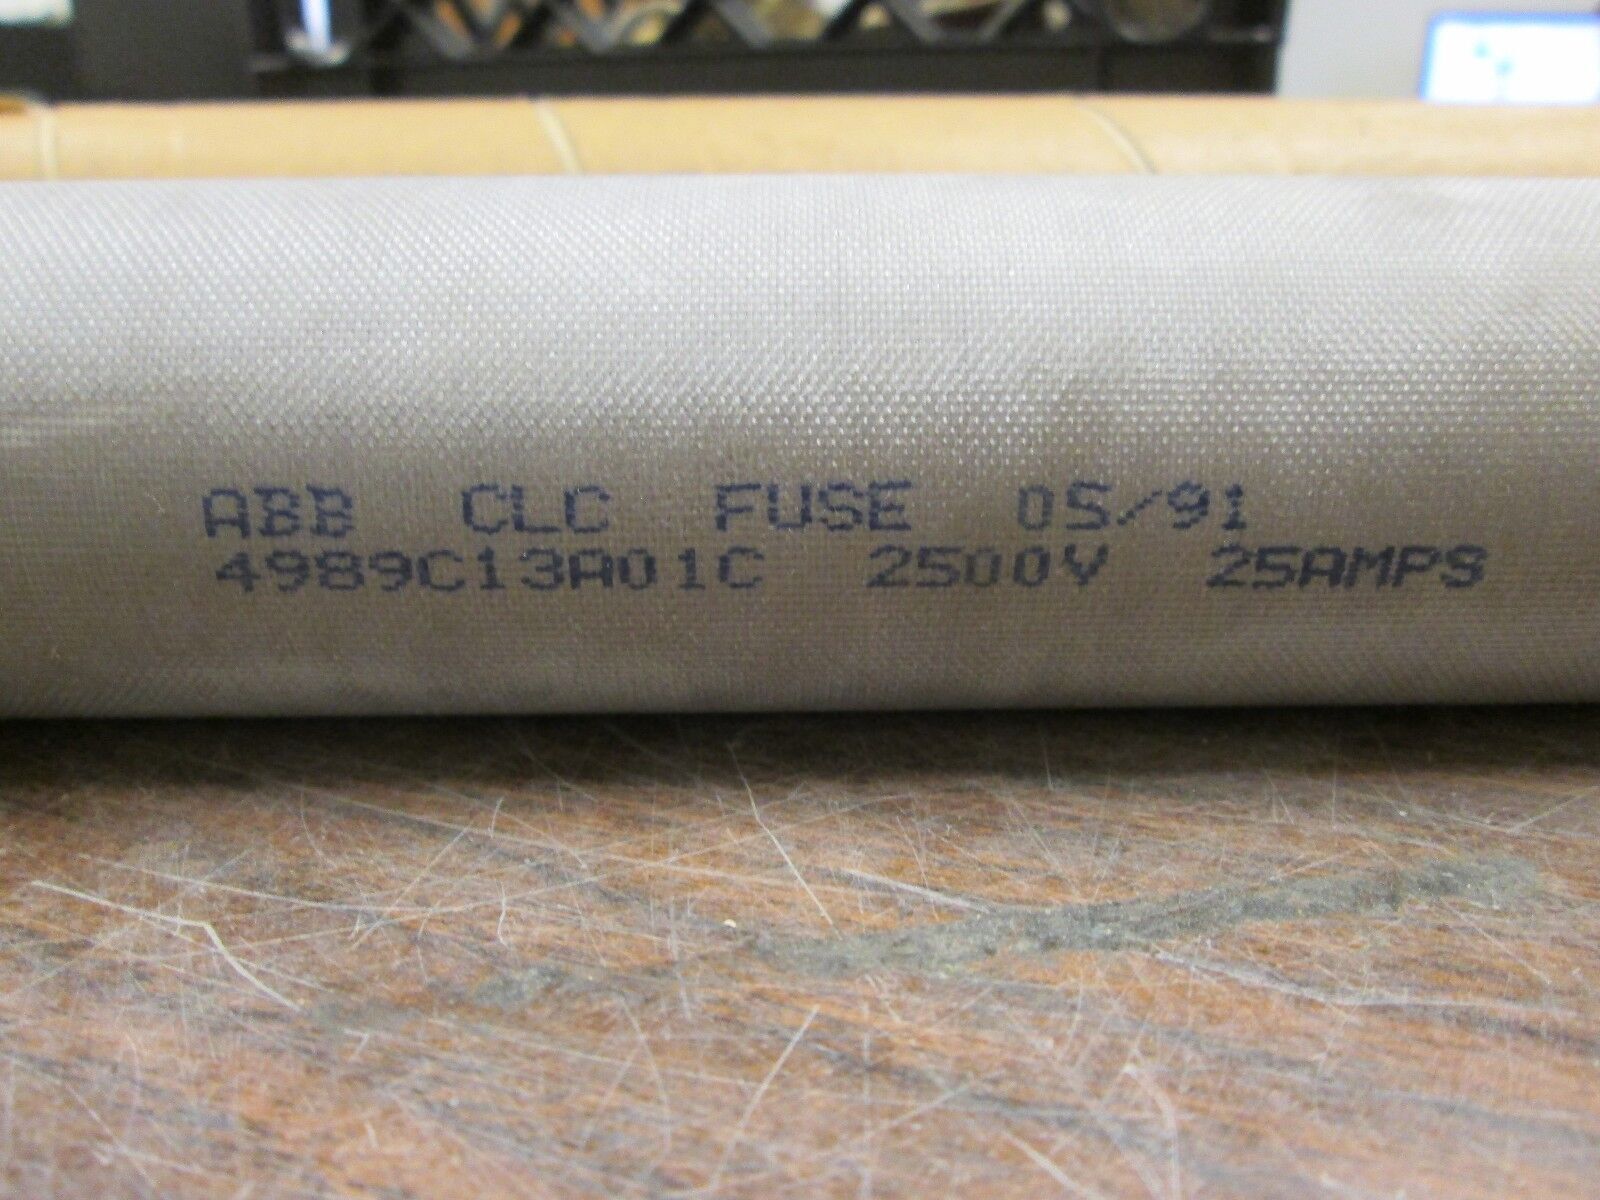 ABB CLC FUSE 05/91
4989C13A01C 2500V 25AMPS